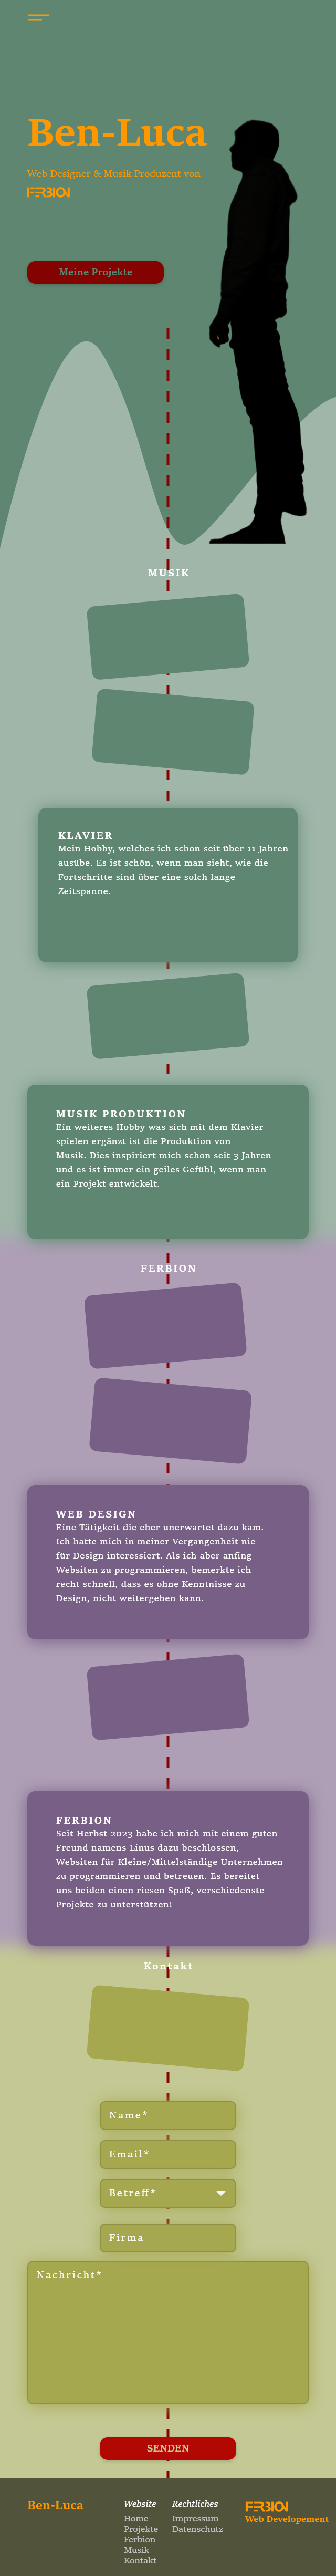 Ben-Luca
Web Designer & Musik Produzent von
FERBION
Meine Projekte
MUSIK
KLAVIER
Mein Hobby, welches ich schon seit über 11 Jahren
ausübe. Es ist schön, wenn man sieht, wie die
Fortschritte sind über eine solch lange
Zeitspanne.
MUSIK PRODUKTION
Ein weiteres Hobby was sich mit dem Klavier
spielen ergänzt ist die Produktion von
Musik. Dies inspiriert mich schon seit 3 Jahren
und es ist immer ein geiles Gefühl, wenn man
ein Projekt entwickelt.
FERBION
WEB DESIGN
Eine Tätigkeit die eher unerwartet dazu kam.
Ich hatte mich in meiner Vergangenheit nie
für Design interessiert. Als ich aber anfing
Websiten zu programmieren, bemerkte ich
recht schnell, dass es ohne Kenntnisse zu
Design, nicht weitergehen kann.
FERBION
Seit Herbst 2023 habe ich mich mit einem guten
Freund namens Linus dazu beschlossen,
Websiten für Kleine/Mittelständige Unternehmen
zu programmieren und betreuen. Es bereitet
uns beiden einen riesen Spaß, verschiedenste
Projekte zu unterstützen!
Kontakt
Name*
Email*
Betreff*
Firma
Nachricht*
SENDEN
Ben-Luca
Website
Home
Projekte
Ferbion
Musik
Kontakt
Rechtliches
Impressum
Datenschutz
FERBION
Web Developement